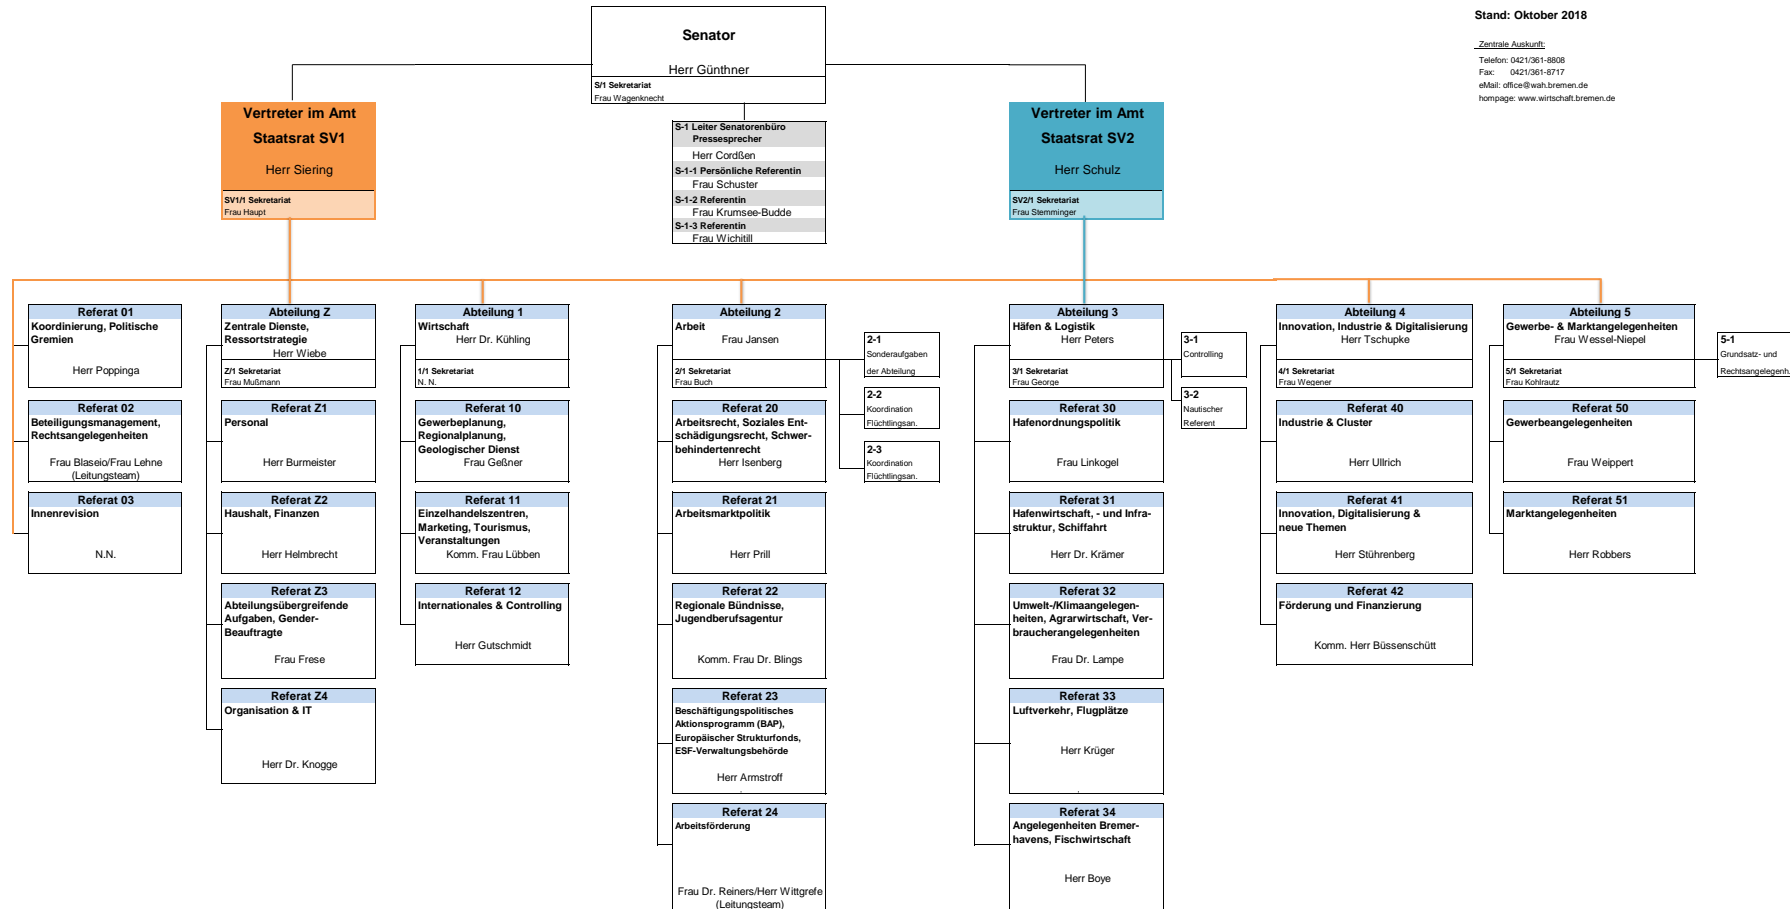 Stand: Oktober 2018
Zentrale Auskunft:
Telefon: 0421/361-8808
Fax: 0421/361-8717
eMail: office@wah.bremen.de
hompage: www.wirtschaft.bremen.de
Senator
Herr Günthner
S/1 Sekretariat
Frau Wagenknecht
Vertreter im Amt
Staatsrat SV1
Herr Siering
SV1/1 Sekretariat
Frau Haupt
S-1 Leiter Senatorenbüro
Pressesprecher
Herr Cordßen
S-1-1 Persönliche Referentin
Frau Schuster
S-1-2 Referentin
Frau Krumsee-Budde
S-1-3 Referentin
Frau Wichitill
Vertreter im Amt
Staatsrat SV2
Herr Schulz
SV2/1 Sekretariat
Frau Stemminger
Referat 01
Koordinierung, Politische
Gremien
Herr Poppinga
Referat 02
Beteiligungsmanagement,
Rechtsangelegenheiten
Frau Blaseio/Frau Lehne
(Leitungsteam)
Referat 03
Innenrevision
N.N.
Abteilung Z
Zentrale Dienste,
Ressortstrategie
Herr Wiebe
Z/1 Sekretariat
Frau Mußmann
Referat Z1
Personal
Herr Burmeister
Referat Z2
Haushalt, Finanzen
Herr Helmbrecht
Referat Z3
Abteilungsübergreifende
Aufgaben, Gender-
Beauftragte
Frau Frese
Referat Z4
Organisation & IT
Herr Dr. Knogge
Abteilung 1
Wirtschaft
Herr Dr. Kühling
1/1 Sekretariat
N. N.
Referat 10
Gewerbeplanung,
Regionalplanung,
Geologischer Dienst
Frau Geßner
Referat 11
Einzelhandelszentren,
Marketing, Tourismus,
Veranstaltungen
Komm. Frau Lübben
Referat 12
Internationales & Controlling
Herr Gutschmidt
Abteilung 2
Arbeit
Frau Jansen
2/1 Sekretariat
Frau Buch
2-1
Sonderaufgaben
der Abteilung
2-2
Koordination
Flüchtlingsan.
2-3
Koordination
Flüchtlingsan.
Referat 20
Arbeitsrecht, Soziales Ent-
schädigungsrecht, Schwer-
behindertenrecht
Herr Isenberg
Referat 21
Arbeitsmarktpolitik
Herr Prill
Referat 22
Regionale Bündnisse,
Jugendberufsagentur
Komm. Frau Dr. Blings
Referat 23
Beschäftigungspolitisches
Aktionsprogramm (BAP),
Europäischer Strukturfonds,
ESF-Verwaltungsbehörde
Herr Armstroff
Referat 24
Arbeitsförderung
Frau Dr. Reiners/Herr Wittgrefe
(Leitungsteam)
Abteilung 3
Häfen & Logistik
Herr Peters
3/1 Sekretariat
Frau George
3-1
Controlling
3-2
Nautischer
Referent
Referat 30
Hafenordnungspolitik
Frau Linkogel
Referat 31
Hafenwirtschaft, - und Infra-
struktur, Schiffahrt
Herr Dr. Krämer
Referat 32
Umwelt-/Klimaangelegen-
heiten, Agrarwirtschaft, Ver-
braucherangelegenheiten
Frau Dr. Lampe
Referat 33
Luftverkehr, Flugplätze
Herr Krüger
Referat 34
Angelegenheiten Bremer-
havens, Fischwirtschaft
Herr Boye
Abteilung 4
Innovation, Industrie & Digitalisierung
Herr Tschupke
4/1 Sekretariat
Frau Wegener
Referat 40
Industrie & Cluster
Herr Ullrich
Referat 41
Innovation, Digitalisierung &
neue Themen
Herr Stührenberg
Referat 42
Förderung und Finanzierung
Komm. Herr Büssenschütt
Abteilung 5
Gewerbe- & Marktangelegenheiten
Frau Wessel-Niepel
5/1 Sekretariat
Frau Kohlrautz
5-1
Grundsatz- und
Rechtsangelegenh.
Referat 50
Gewerbeangelegenheiten
Frau Weippert
Referat 51
Marktangelegenheiten
Herr Robbers